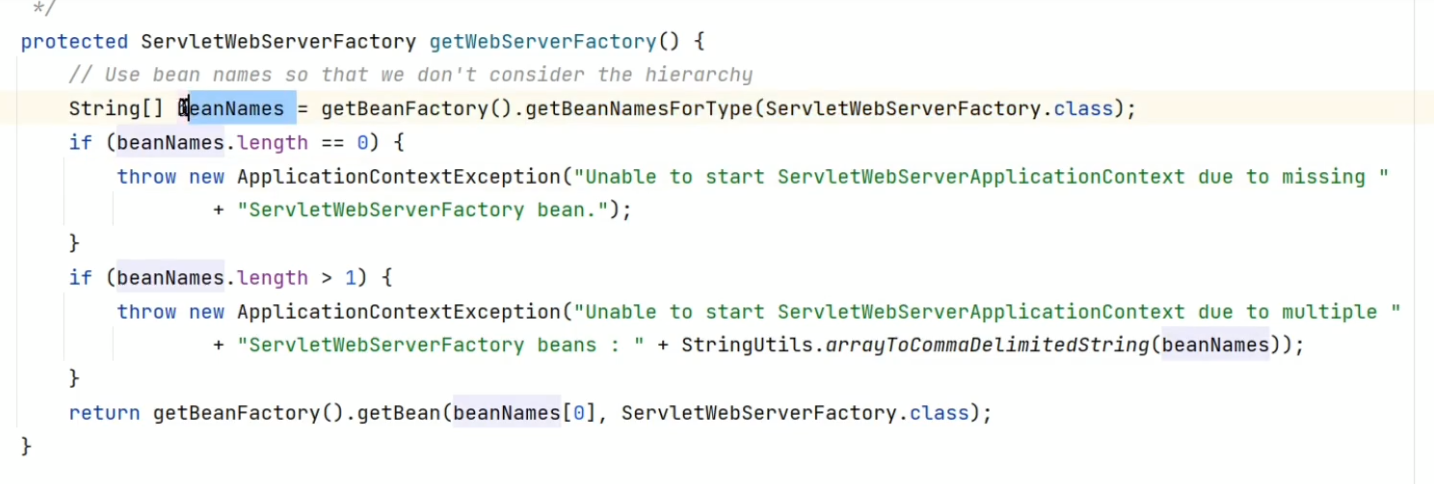 */
protected ServletWebServerFactory getWebServerFactory() {
// Use bean names so that we don't consider the hierarchy
String[] beanNames = getBeanFactory().getBeanNamesForType(ServletWebServerFactory.class);
if (beanNames.length == 0) {
throw new ApplicationContextException("Unable to start ServletWebServerApplicationContext due to missing "
+ "ServletWebServerFactory bean.");
}
if (beanNames.length > 1) {
throw new ApplicationContextException("Unable to start ServletWebServerApplicationContext due to multiple "
+ "ServletWebServerFactory beans : " + StringUtils.arrayToCommaDelimitedString(beanNames));
}
return getBeanFactory().getBean(beanNames[0], ServletWebServerFactory.class);
}